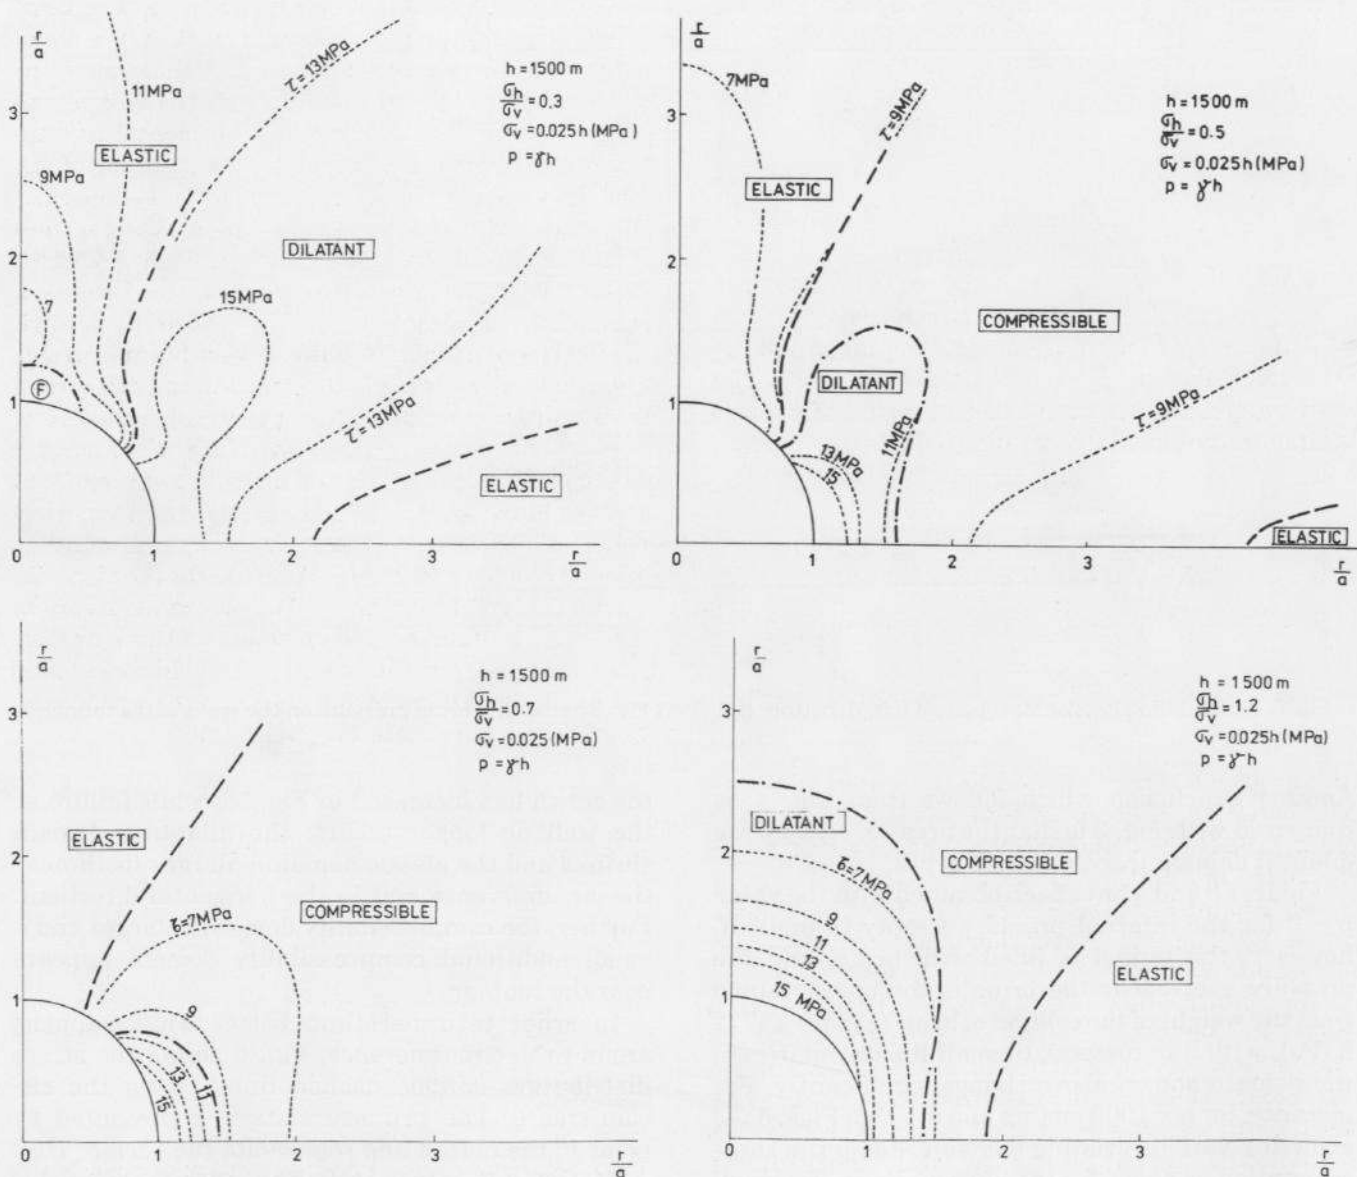 r/a
11MPa
τ = 13MPa
h = 1500 m
σh/σv = 0.3
σv = 0.025h (MPa)
p = γh
3
ELASTIC
9MPa
DILATANT
2
7
15MPa
F
1
τ = 13MPa
ELASTIC
0
1
2
3
r/a
r/a
7MPa
τ = 9MPa
h = 1500 m
σh/σv = 0.5
σv = 0.025h (MPa)
p = γh
3
ELASTIC
2
COMPRESSIBLE
DILATANT
τ = 9MPa
1
11MPa
13MPa
15
ELASTIC
0
1
2
3
r/a
r/a
h = 1500 m
σh/σv = 0.7
σv = 0.025 (MPa)
p = γh
3
2
ELASTIC
COMPRESSIBLE
τ=7MPa
1
9
11
13
15
0
1
2
3
r/a
r/a
h = 1500 m
σh/σv = 1.2
σv = 0.025h (MPa)
p = γh
3
DILATANT
COMPRESSIBLE
2
τ=7MPa
9
11
13
15 MPa
ELASTIC
1
0
1
2
3
r/a